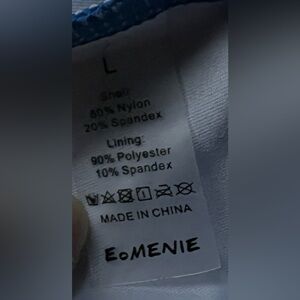 L
Shell:
80% Nylon
20% Spandex
Lining:
90% Polyester
10% Spandex
MADE IN CHINA
EOMENIE